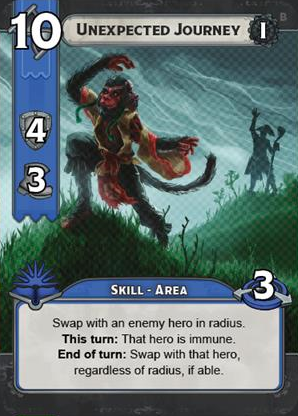 10 UNEXPECTED JOURNEY I
B
4
3
SKILL - AREA 3
Swap with an enemy hero in radius.
This turn: That hero is immune.
End of turn: Swap with that hero,
regardless of radius, if able.